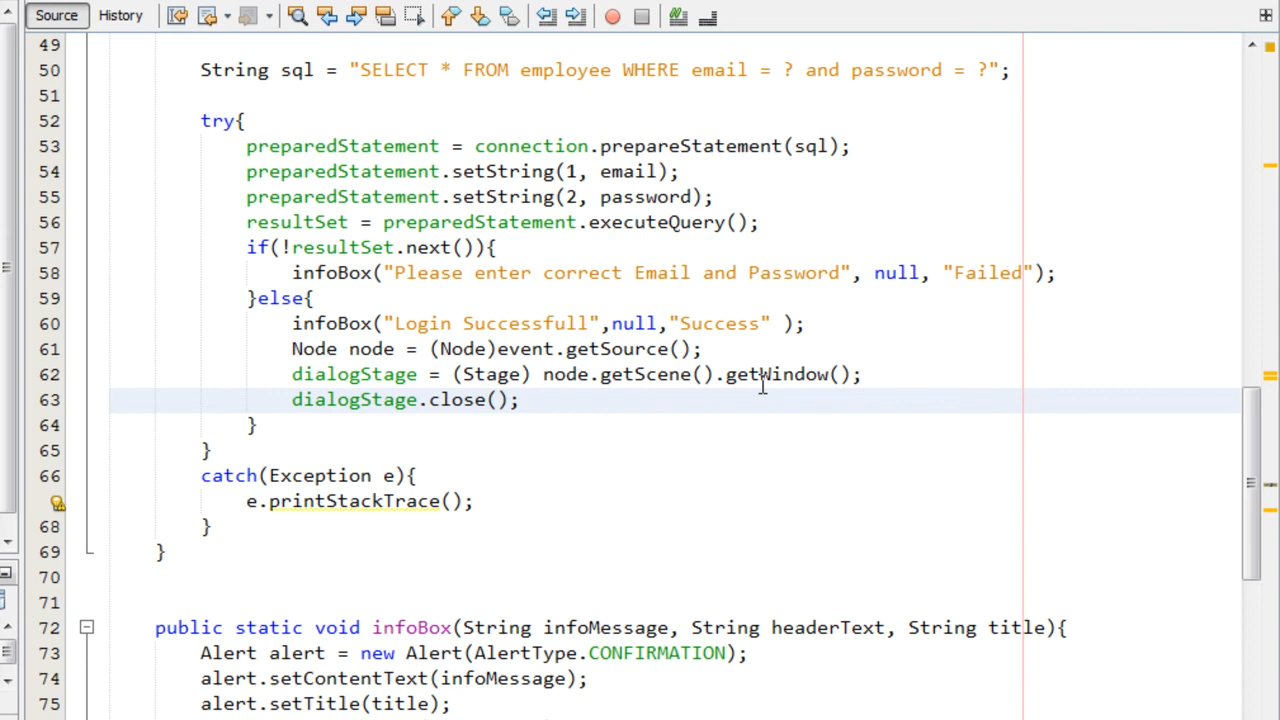 Source History
49
50 String sql = "SELECT * FROM employee WHERE email = ? and password = ?";
51
52 try{
53 preparedStatement = connection.prepareStatement(sql);
54 preparedStatement.setString(1, email);
55 preparedStatement.setString(2, password);
56 resultSet = preparedStatement.executeQuery();
57 if(!resultSet.next()){
58 infoBox("Please enter correct Email and Password", null, "Failed");
59 }else{
60 infoBox("Login Successfull",null,"Success" );
61 Node node = (Node)event.getSource();
62 dialogStage = (Stage) node.getScene().getWindow();
63 dialogStage.close();
64 }
65 }
66 catch(Exception e){
e.printStackTrace();
68 }
69 }
70
71
72 public static void infoBox(String infoMessage, String headerText, String title){
73 Alert alert = new Alert(AlertType.CONFIRMATION);
74 alert.setContentText(infoMessage);
75 alert.setTitle(title);